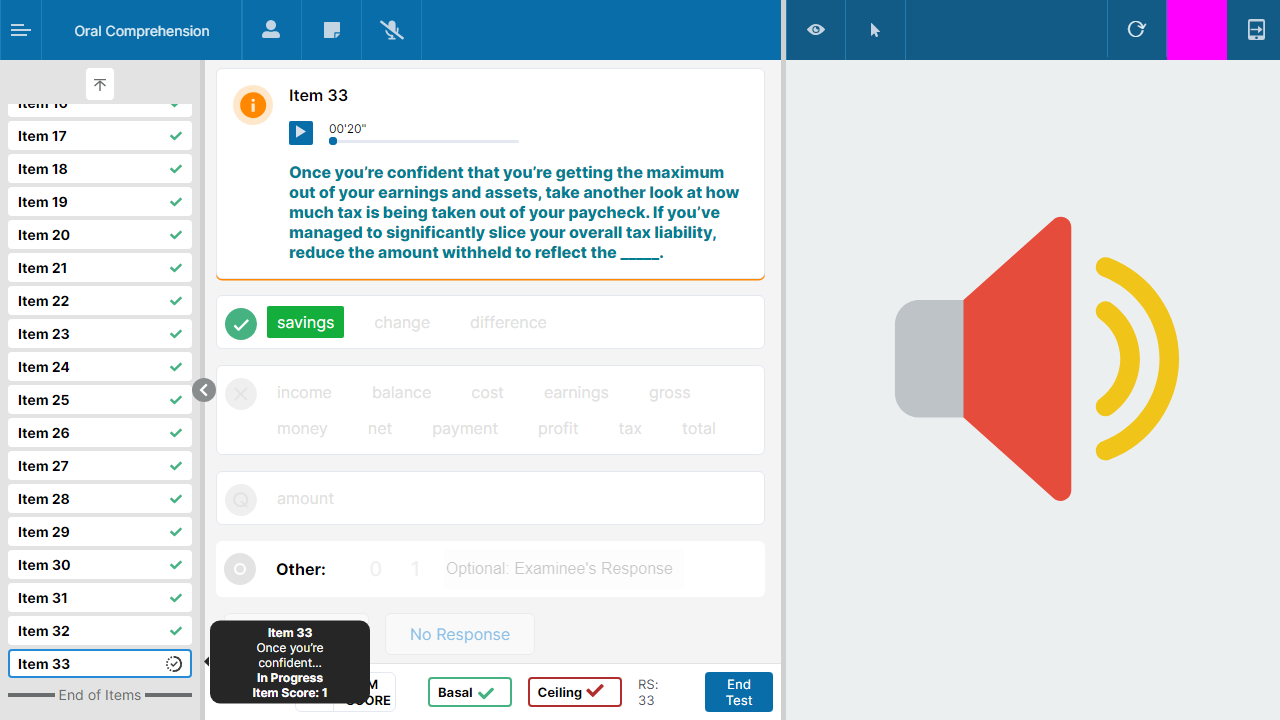 Oral Comprehension
Item 17
Item 18
Item 19
Item 20
Item 21
Item 22
Item 23
Item 24
Item 25
Item 26
Item 27
Item 28
Item 29
Item 30
Item 31
Item 32
Item 33
End of Items
Item 33
00'20"
Once you're confident that you're getting the maximum
out of your earnings and assets, take another look at how
much tax is being taken out of your paycheck. If you've
managed to significantly slice your overall tax liability,
reduce the amount withheld to reflect the _____.
savings change difference
income balance cost earnings gross
money net payment profit tax total
Q amount
Other: 0 1 Optional: Examinee's Response
No Response
Item 33
Once you're
confident...
In Progress
Item Score: 1
Basal
Ceiling
RS:
33
End
Test